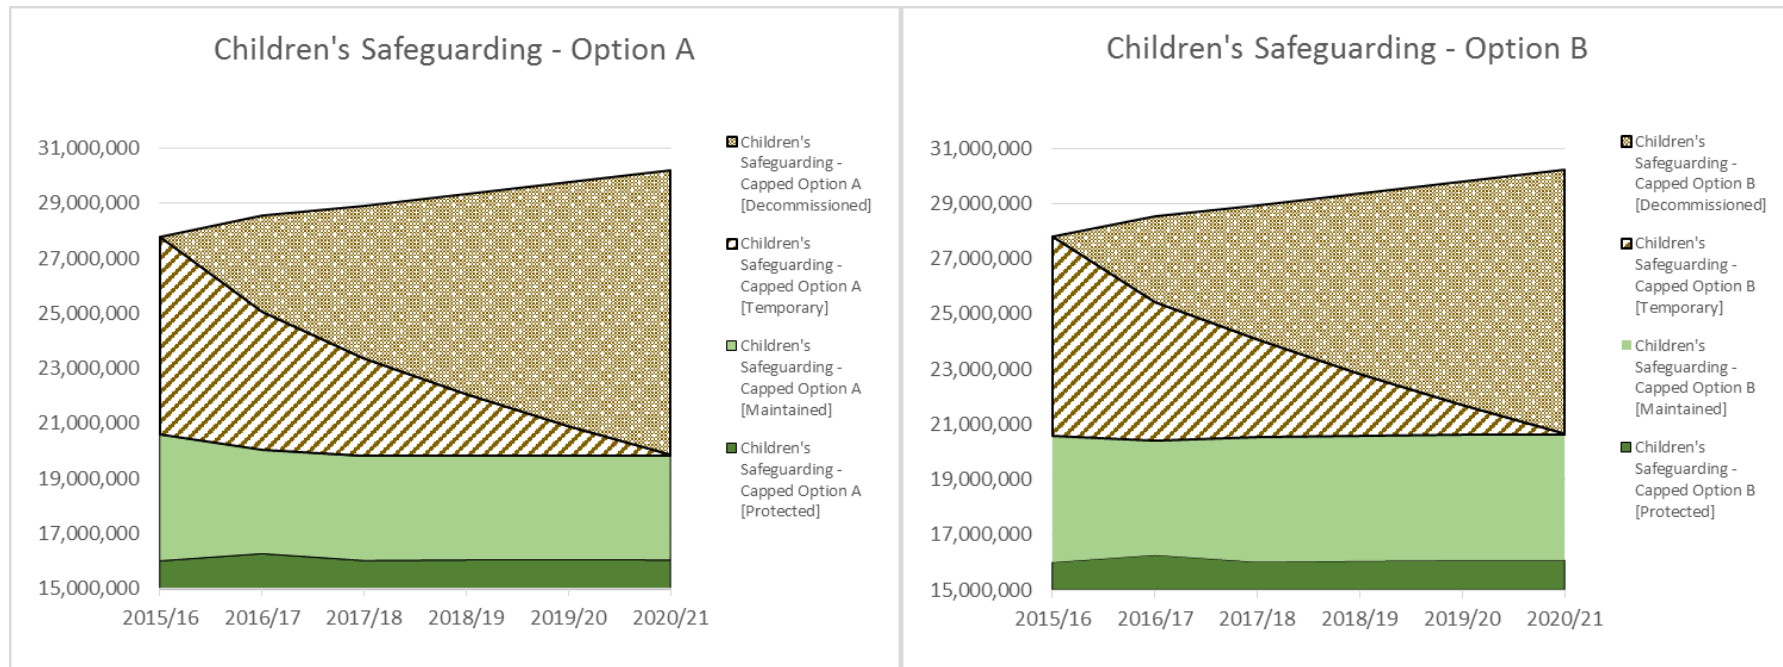 Children's Safeguarding - Option A
31,000,000
29,000,000
27,000,000
25,000,000
23,000,000
21,000,000
19,000,000
17,000,000
15,000,000
2015/16 2016/17 2017/18 2018/19 2019/20 2020/21
Children's
Safeguarding -
Capped Option A
[Decommissioned]
Children's
Safeguarding -
Capped Option A
[Temporary]
Children's
Safeguarding -
Capped Option A
[Maintained]
Children's
Safeguarding -
Capped Option A
[Protected]
Children's Safeguarding - Option B
31,000,000
29,000,000
27,000,000
25,000,000
23,000,000
21,000,000
19,000,000
17,000,000
15,000,000
2015/16 2016/17 2017/18 2018/19 2019/20 2020/21
Children's
Safeguarding -
Capped Option B
[Decommissioned]
Children's
Safeguarding -
Capped Option B
[Temporary]
Children's
Safeguarding -
Capped Option B
[Maintained]
Children's
Safeguarding -
Capped Option B
[Protected]